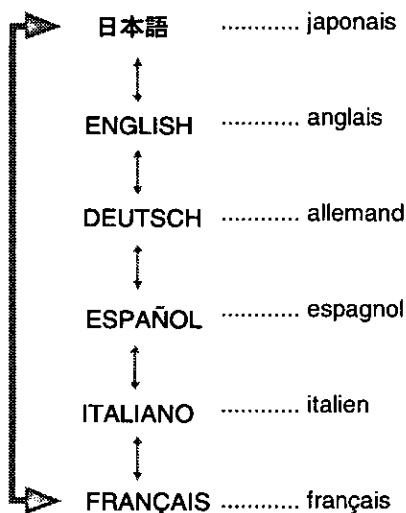 日本語 ............ japonais
ENGLISH ............ anglais
DEUTSCH ............ allemand
ESPAÑOL ............ espagnol
ITALIANO ............ italien
FRANÇAIS ............ français